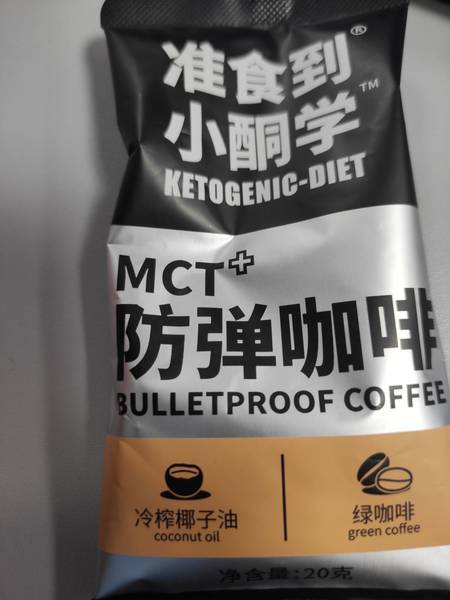 准食到®
小酮学™
KETOGENIC-DIET
MCT+
防弹咖啡
BULLETPROOF COFFEE
冷榨椰子油
coconut oil
绿咖啡
green coffee
净含量:20克